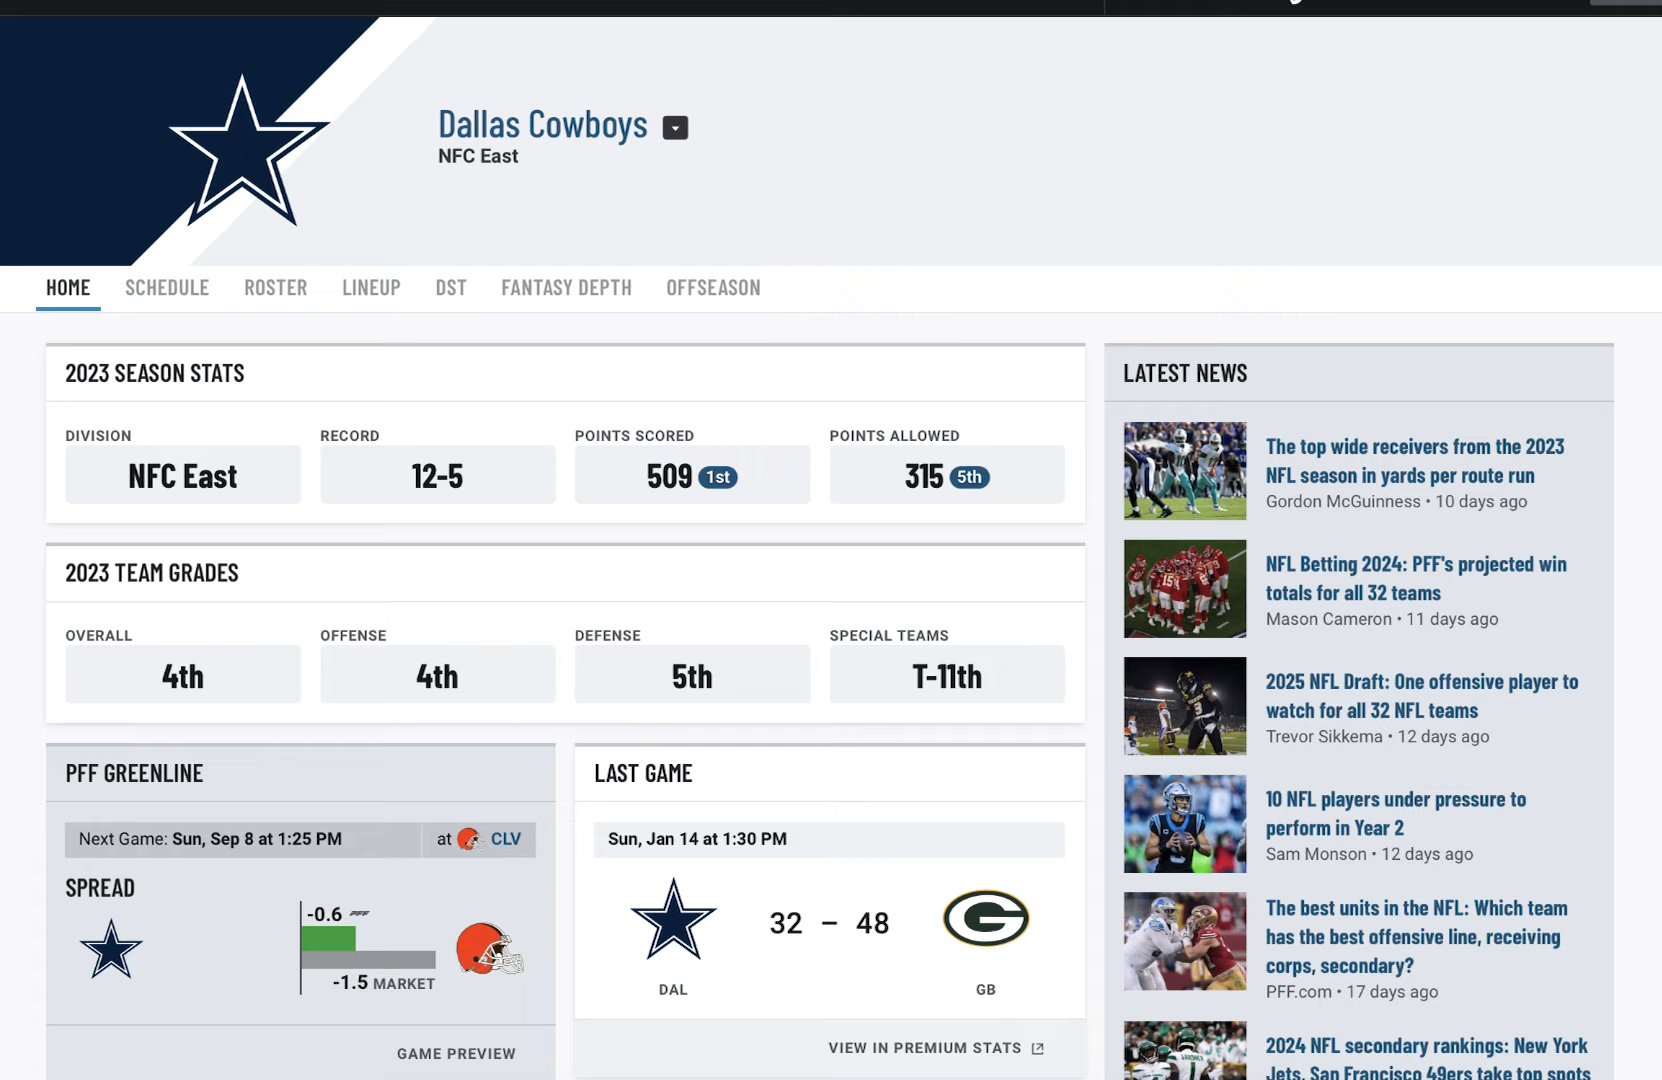 Dallas Cowboys
NFC East
HOME SCHEDULE ROSTER LINEUP DST FANTASY DEPTH OFFSEASON
2023 SEASON STATS
DIVISION RECORD POINTS SCORED POINTS ALLOWED
NFC East 12-5 509 1st 315 5th
2023 TEAM GRADES
OVERALL OFFENSE DEFENSE SPECIAL TEAMS
4th 4th 5th T-11th
PFF GREENLINE
Next Game: Sun, Sep 8 at 1:25 PM at CLV
SPREAD
-0.6 PFF
-1.5 MARKET
GAME PREVIEW
LAST GAME
Sun, Jan 14 at 1:30 PM
32 – 48
DAL GB
VIEW IN PREMIUM STATS
LATEST NEWS
The top wide receivers from the 2023
NFL season in yards per route run
Gordon McGuinness • 10 days ago
NFL Betting 2024: PFF's projected win
totals for all 32 teams
Mason Cameron • 11 days ago
2025 NFL Draft: One offensive player to
watch for all 32 NFL teams
Trevor Sikkema • 12 days ago
10 NFL players under pressure to
perform in Year 2
Sam Monson • 12 days ago
The best units in the NFL: Which team
has the best offensive line, receiving
corps, secondary?
PFF.com • 17 days ago
2024 NFL secondary rankings: New York
Jets, San Francisco 49ers take top spots